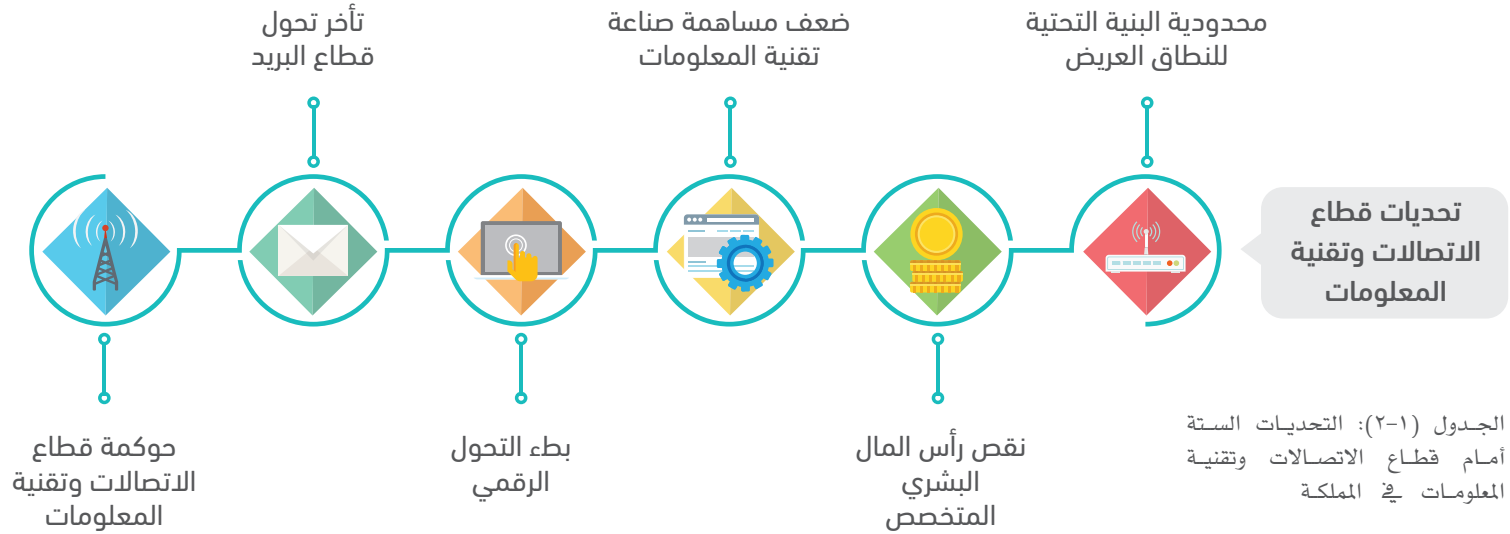 تحديات قطاع
الاتصالات وتقنية
المعلومات
محدودية البنية التحتية
للنطاق العريض
نقص رأس المال
البشري
المتخصص
ضعف مساهمة صناعة
تقنية المعلومات
بطء التحول
الرقمي
تأخر تحول
قطاع البريد
حوكمة قطاع
الاتصالات وتقنية
المعلومات
الجدول (١-٢): التحديات الستة
أمام قطاع الاتصالات وتقنية
المعلومات في المملكة